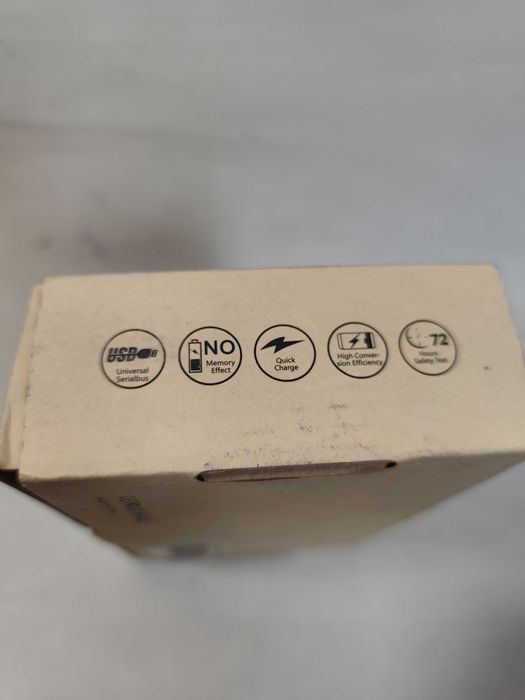 USB B
Universal
Serialbus
NO
Memory
Effect
Quick
Charge
High Conver-
sion Efficiency
72
Hours
Safety Test